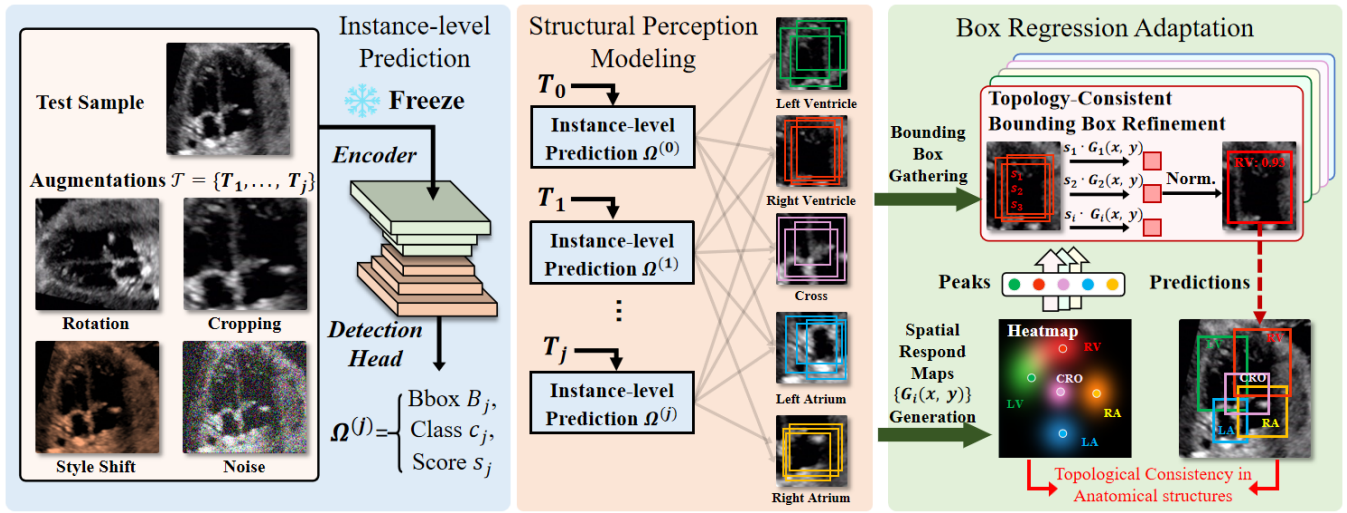 Instance-level
Prediction
Test Sample
Augmentations 𝒯 = {T₁,..., Tⱼ}
Rotation
Cropping
Style Shift
Noise
Freeze
Encoder
Detection
Head
Ω⁽ʲ⁾= { Bbox Bⱼ,
Class cⱼ,
Score sⱼ
Structural Perception
Modeling
T₀
Instance-level
Prediction Ω⁽⁰⁾
T₁
Instance-level
Prediction Ω⁽¹⁾
⋮
Tⱼ
Instance-level
Prediction Ω⁽ʲ⁾
Left Ventricle
Right Ventricle
Cross
Left Atrium
Right Atrium
Box Regression Adaptation
Bounding
Box
Gathering
Topology-Consistent
Bounding Box Refinement
s₁
s₂
s₃
s₁ · G₁(x, y)
s₂ · G₂(x, y)
sᵢ · Gᵢ(x, y)
Norm.
RV: 0.93
Peaks
Predictions
Spatial
Respond
Maps
{Gᵢ(x, y)}
Generation
Heatmap
RV
CRO
LV
RA
LA
LV
RV
CRO
LA
RA
Topological Consistency in
Anatomical structures